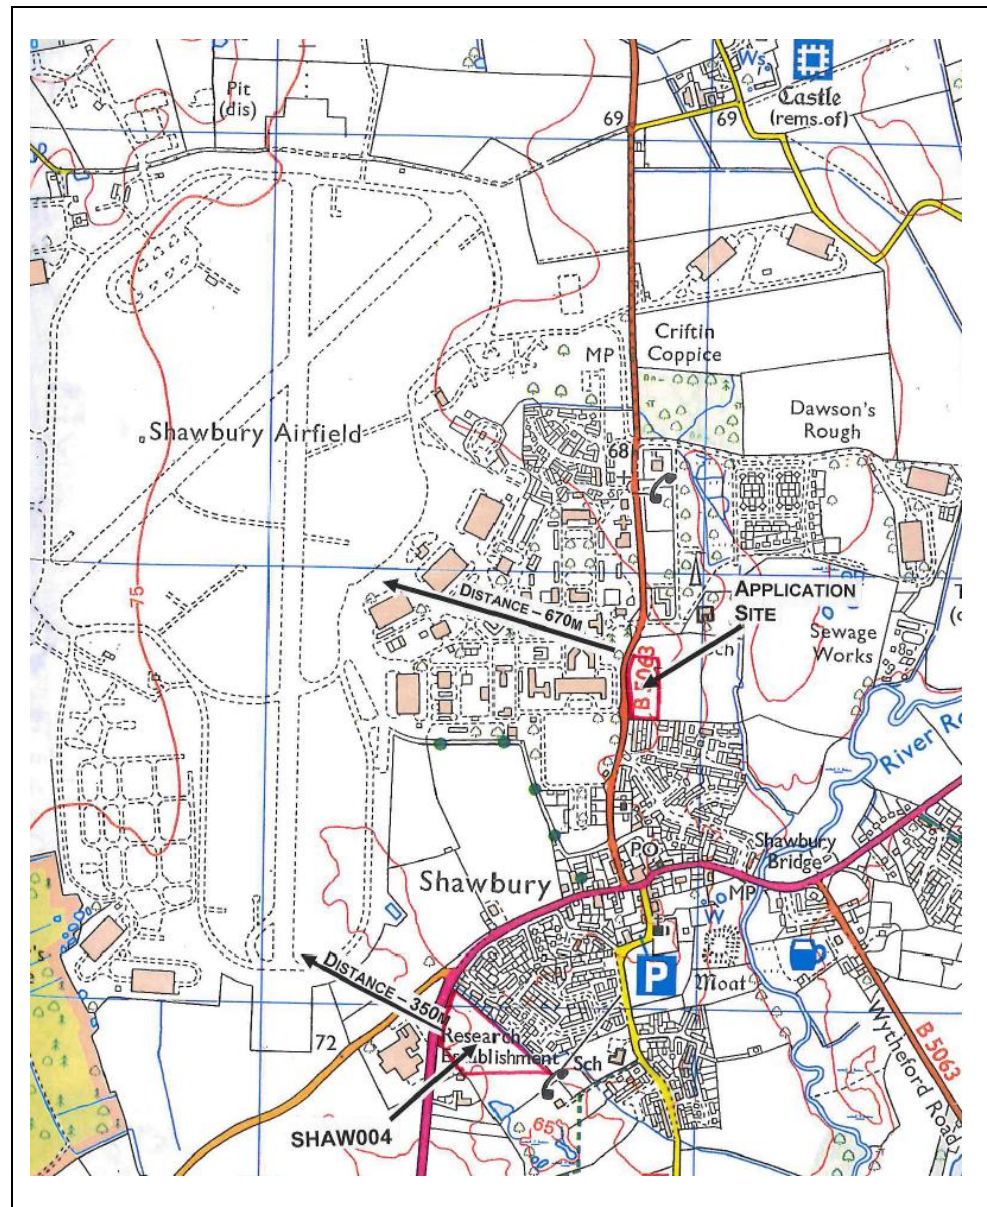 Ws
Castle
(rems.of)
Pit
(dis)
69
69
Criftin
Coppice
MP
Dawson's
Rough
Shawbury Airfield
68
75
DISTANCE – 670M
APPLICATION
SITE
Sch
Sewage
Works
B 5063
River
PO
Shawbury
Bridge
Shawbury
MP
W
P
Moat
DISTANCE – 350M
72
Research
Establishment
Sch
B 5063
Wytheford Road
SHAW004
65